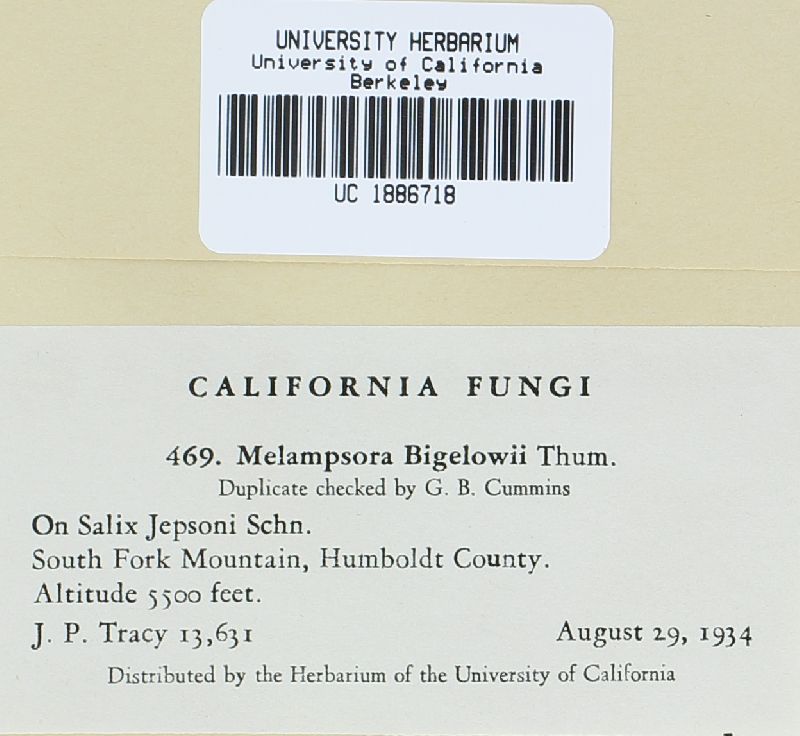 UNIVERSITY HERBARIUM
University of California
Berkeley
UC 1886718
CALIFORNIA FUNGI
469. Melampsora Bigelowii Thum.
Duplicate checked by G. B. Cummins
On Salix Jepsoni Schn.
South Fork Mountain, Humboldt County.
Altitude 5500 feet.
J. P. Tracy 13,631 August 29, 1934
Distributed by the Herbarium of the University of California